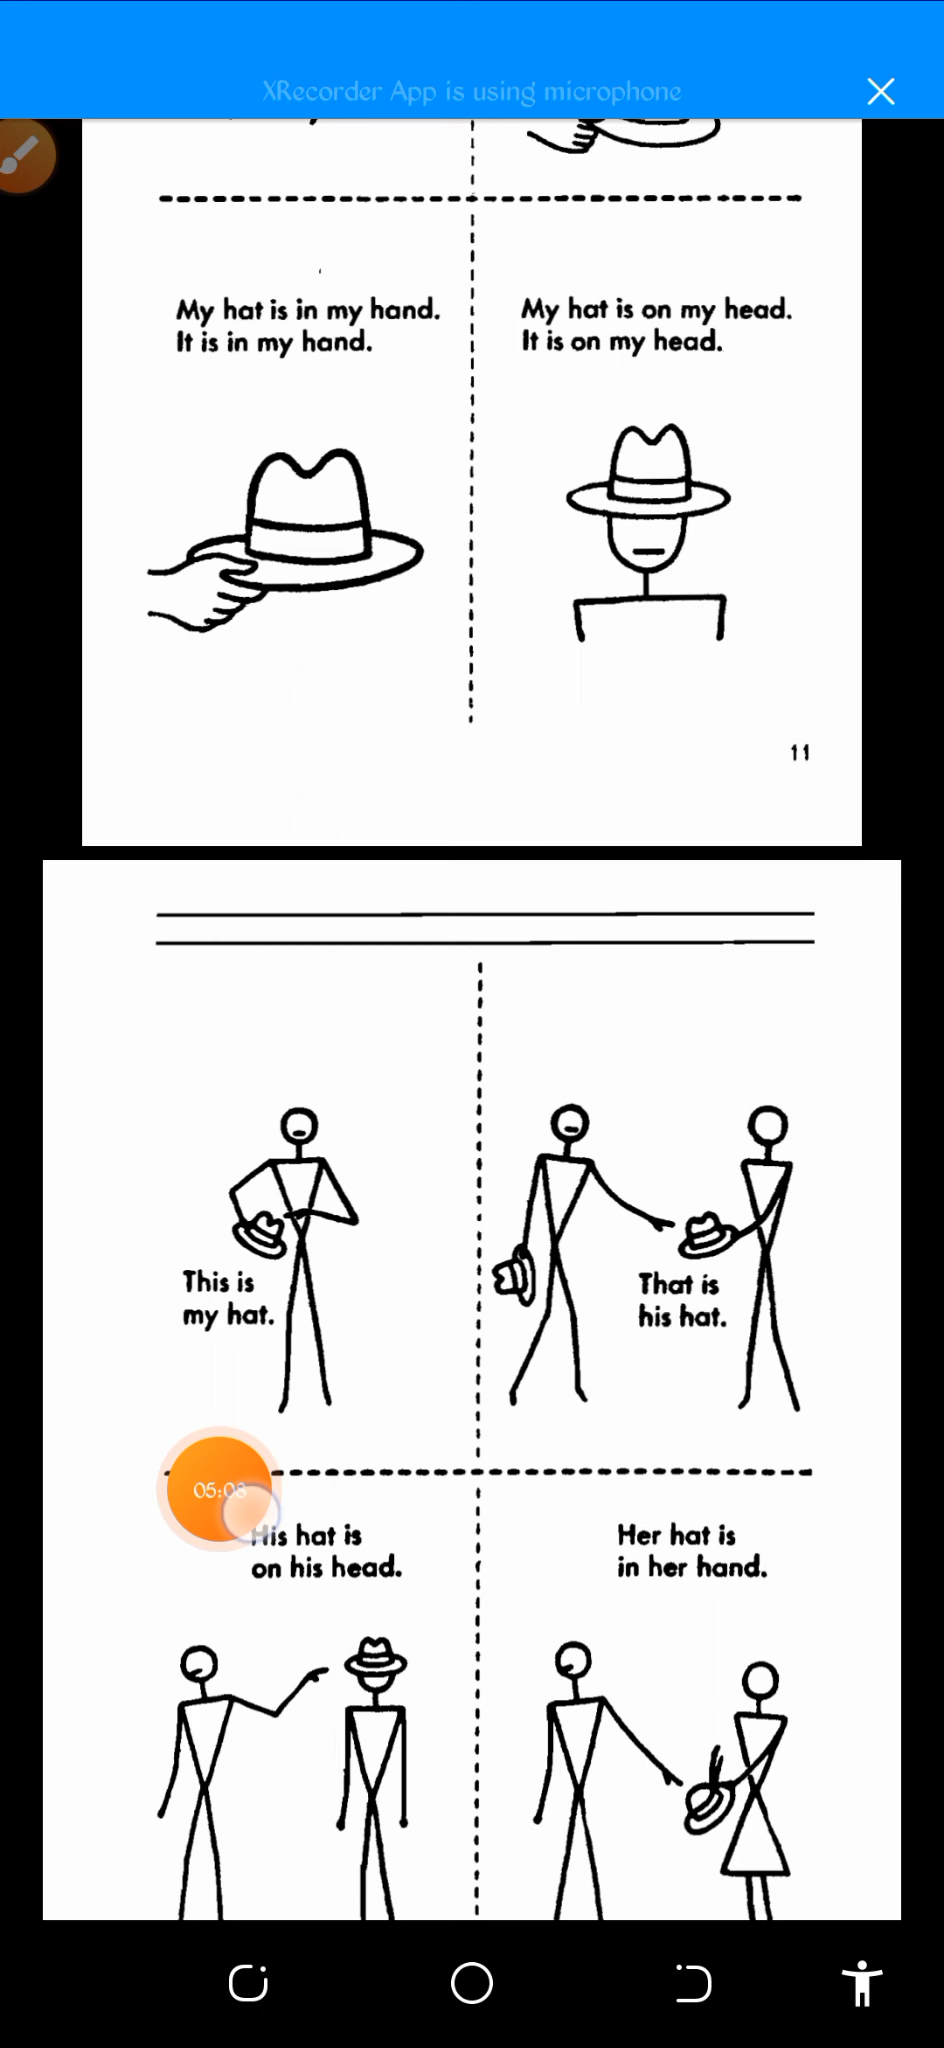 XRecorder App is using microphone
My hat is in my hand.
It is in my hand.
My hat is on my head.
It is on my head.
11
This is
my hat.
That is
his hat.
05:08
His hat is
on his head.
Her hat is
in her hand.